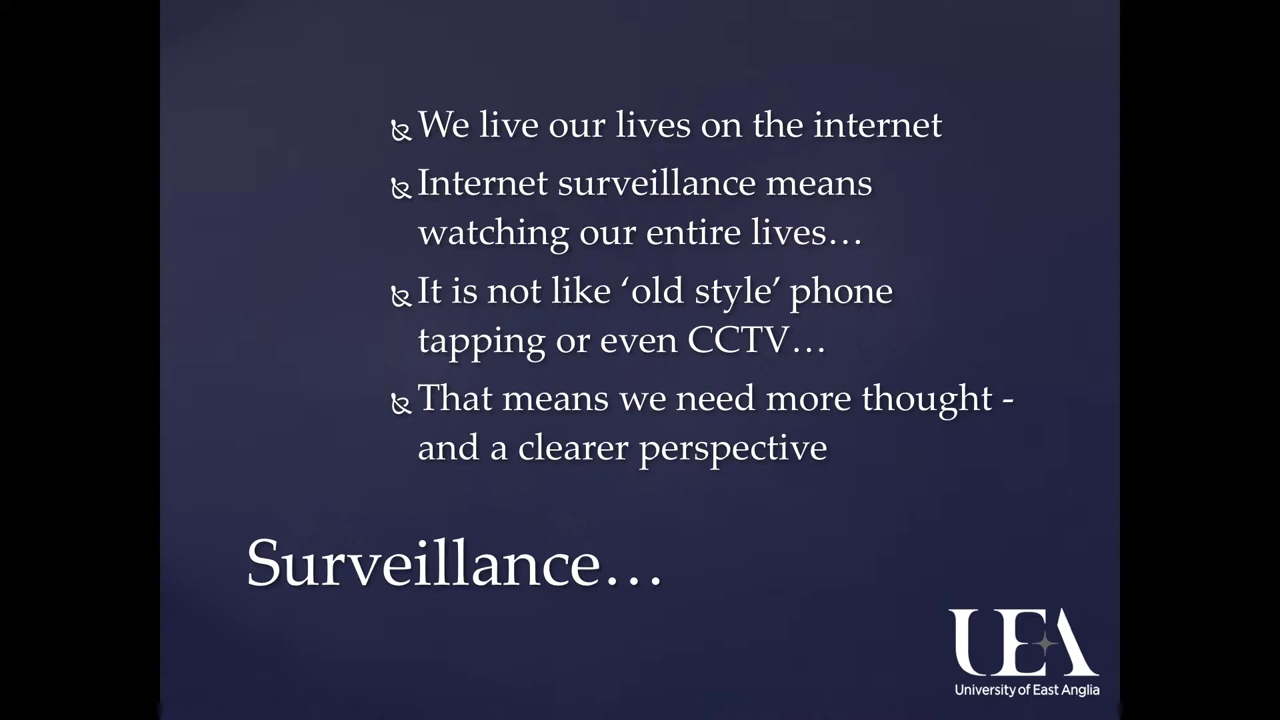 We live our lives on the internet
Internet surveillance means
watching our entire lives…
It is not like ‘old style’ phone
tapping or even CCTV…
That means we need more thought -
and a clearer perspective
Surveillance…
UEA
University of East Anglia